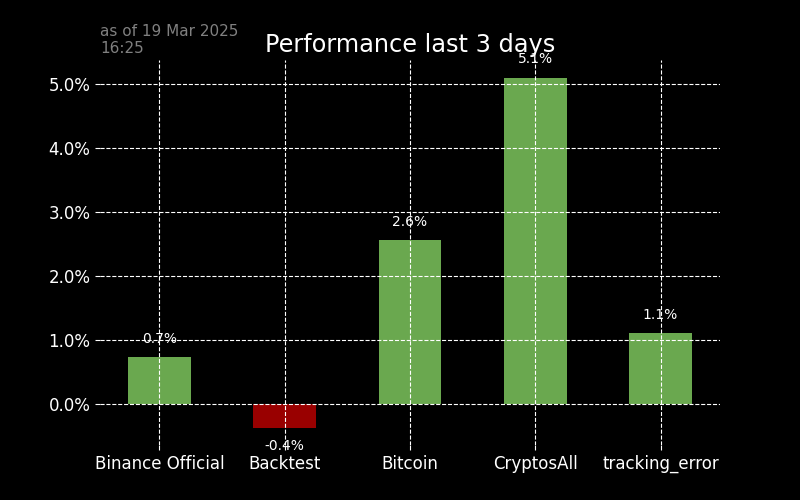 as of 19 Mar 2025
16:25
Performance last 3 days
5.0%
4.0%
3.0%
2.0%
1.0%
0.0%
0.7%
-0.4%
2.6%
5.1%
1.1%
Binance Official
Backtest
Bitcoin
CryptosAll
tracking_error